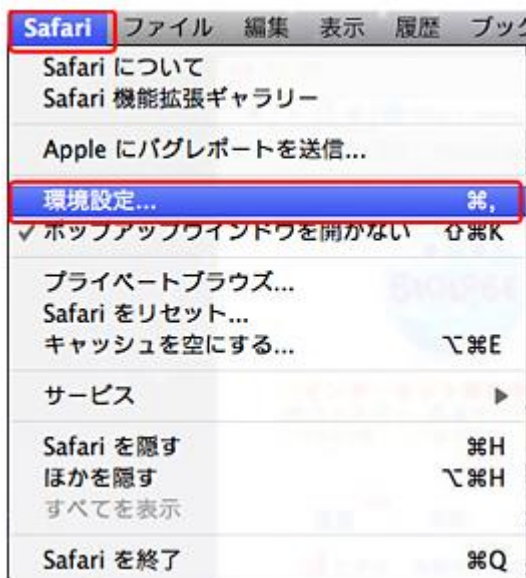 Safari ファイル 編集 表示 履歴 ブック
Safari について
Safari 機能拡張ギャラリー
Apple にバグレポートを送信...
環境設定... ⌘,
✓ ポップアップウインドウを開かない ⇧⌘K
プライベートブラウズ...
Safari をリセット...
キャッシュを空にする... ⌥⌘E
サービス ▶
Safari を隠す ⌘H
ほかを隠す ⌥⌘H
すべてを表示
Safari を終了 ⌘Q